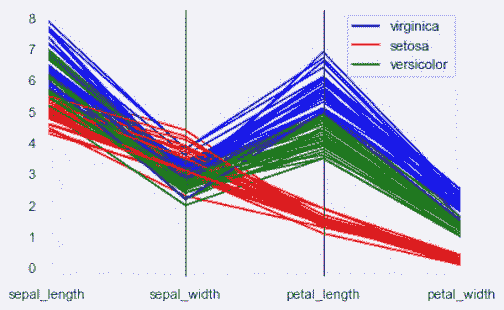 8
7
6
5
4
3
2
1
0
virginica
setosa
versicolor
sepal_length sepal_width petal_length petal_width